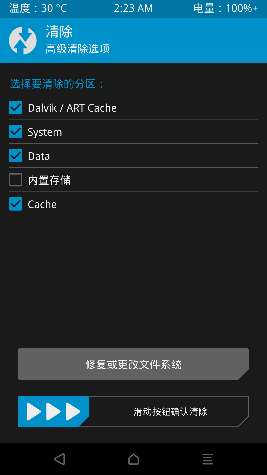 温度：30 °C 2:23 AM 电量：100%+
清除
高级清除选项
选择要清除的分区：
Dalvik / ART Cache
System
Data
内置存储
Cache
修复或更改文件系统
滑动按钮确认清除